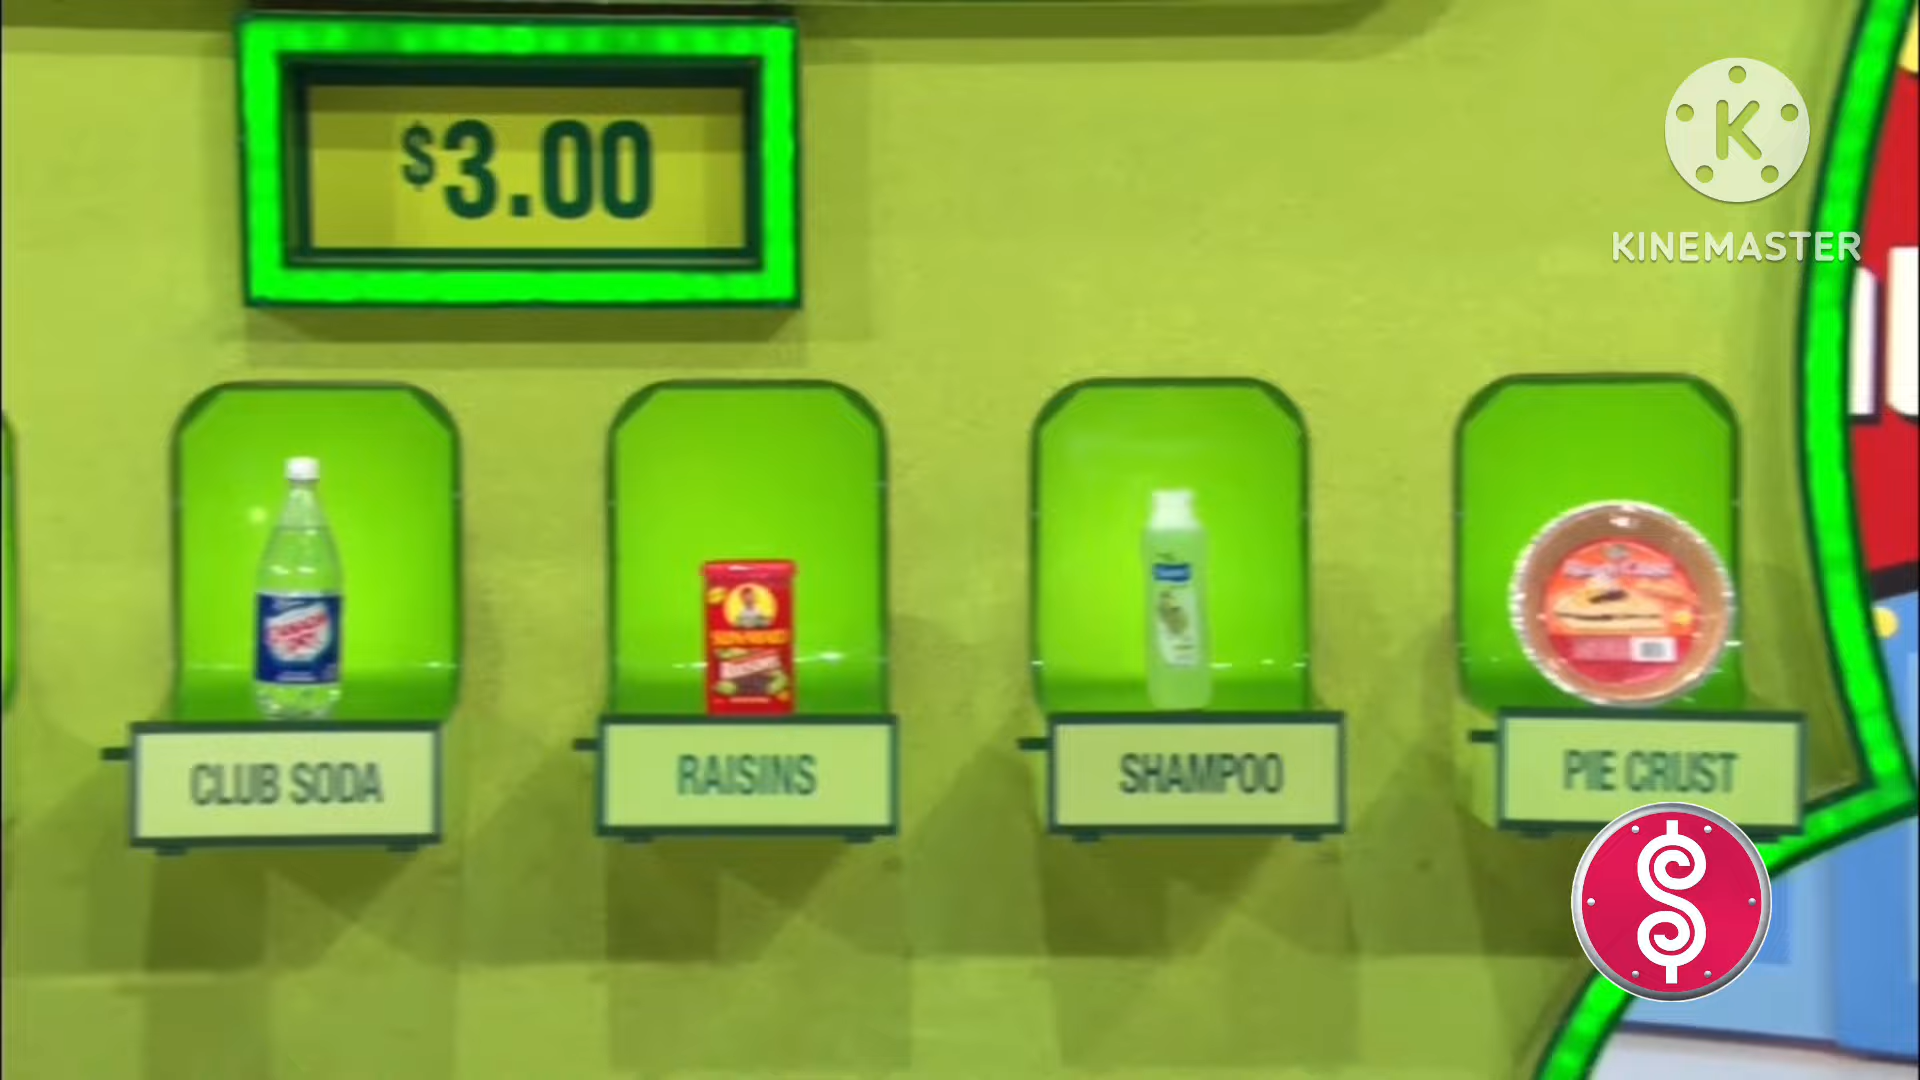 $3.00
K
KINEMASTER
CLUB SODA
RAISINS
SHAMPOO
PIE CRUST